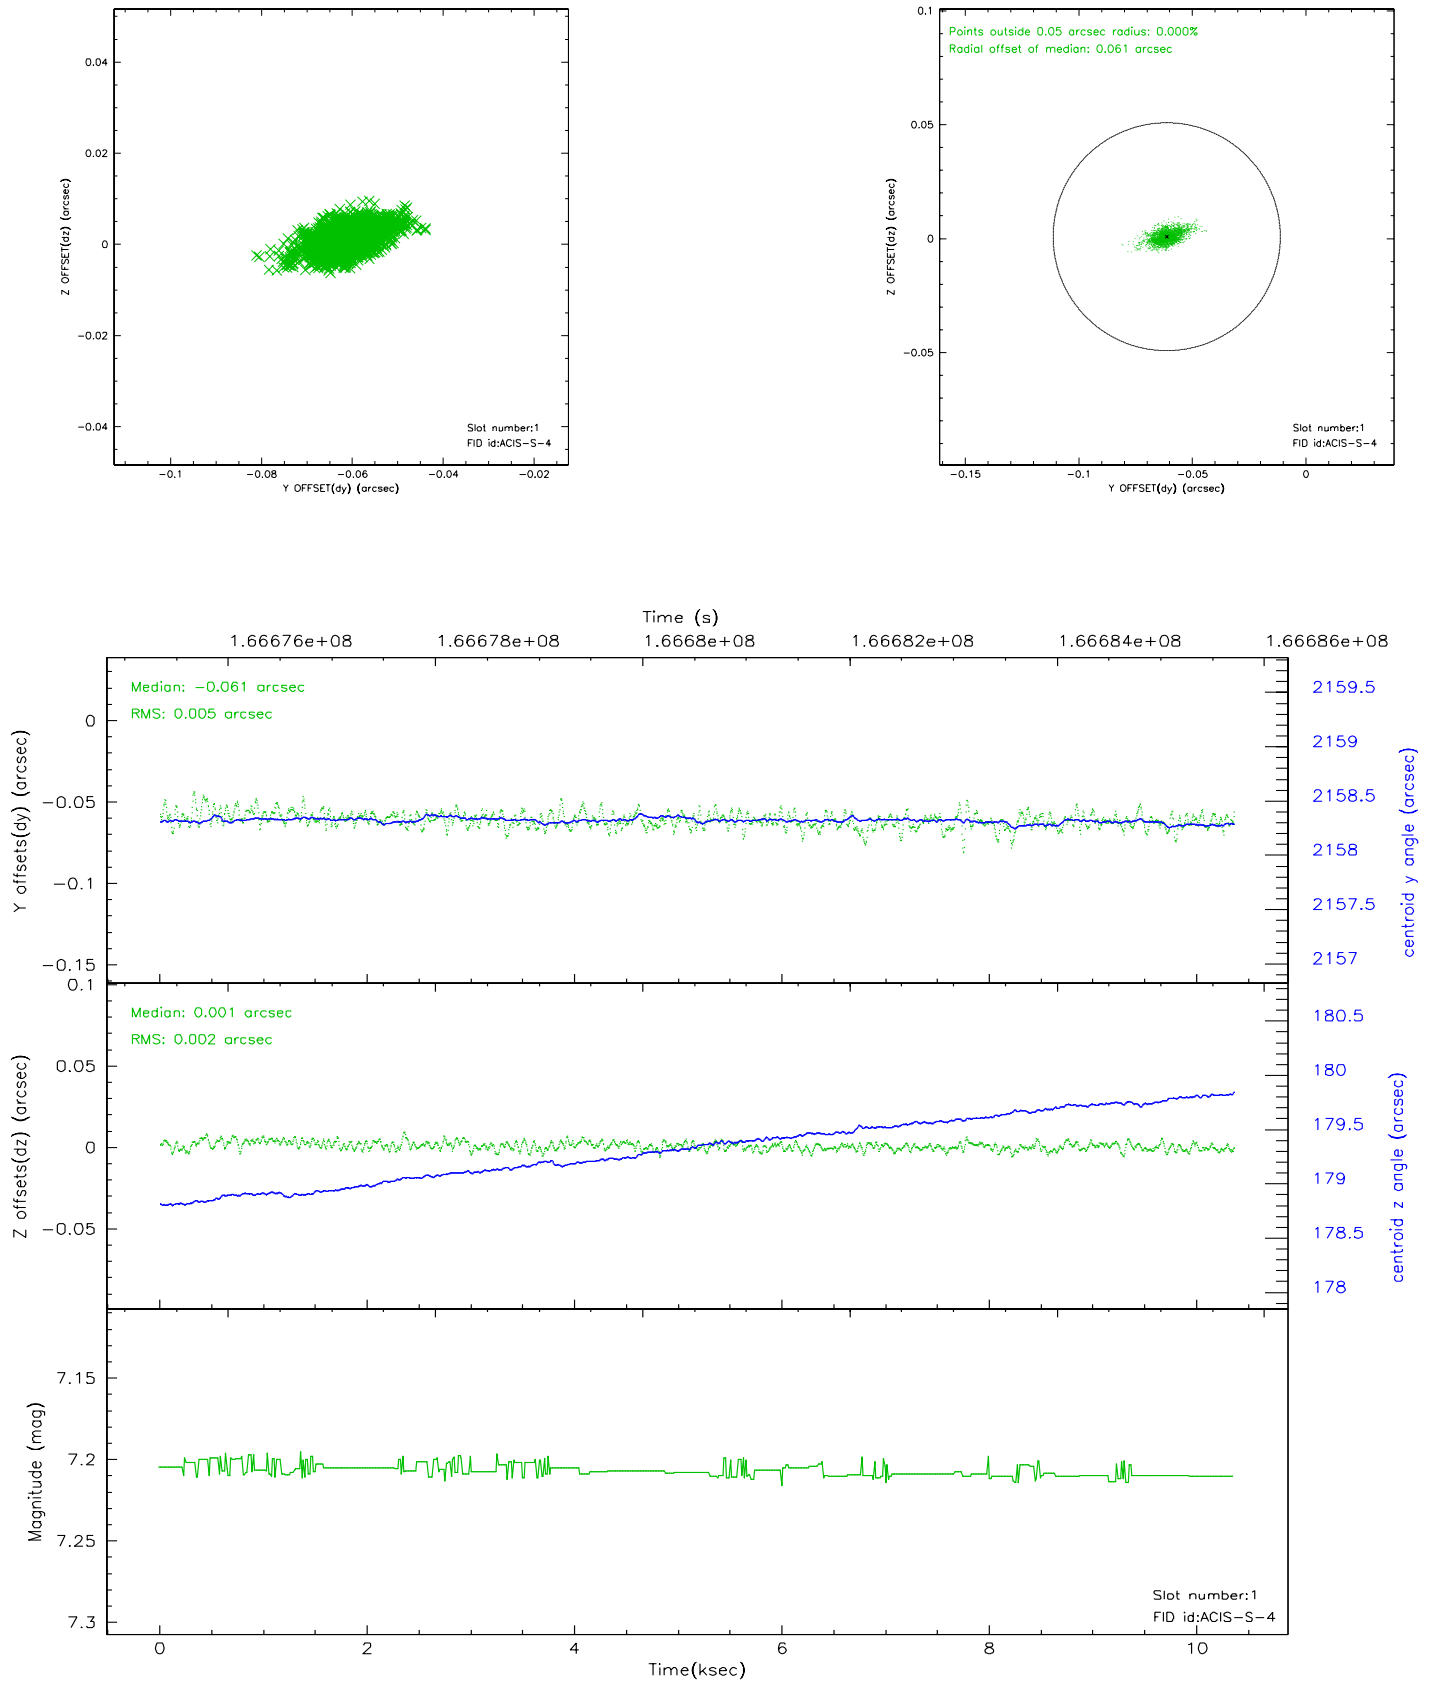 0.04
0.02
0
−0.02
−0.04
Z OFFSET(dz) (arcsec)
Slot number:1
FID id:ACIS−S−4
−0.1
−0.08
−0.06
−0.04
−0.02
Y OFFSET(dy) (arcsec)
0.1
0.05
0
−0.05
Z OFFSET(dz) (arcsec)
Points outside 0.05 arcsec radius: 0.000%
Radial offset of median: 0.061 arcsec
Slot number:1
FID id:ACIS−S−4
−0.15
−0.1
−0.05
0
Y OFFSET(dy) (arcsec)
Time (s)
1.66676e+08
1.66678e+08
1.6668e+08
1.66682e+08
1.66684e+08
1.66686e+08
Median: −0.061 arcsec
RMS: 0.005 arcsec
0
−0.05
−0.1
−0.15
Y offsets(dy) (arcsec)
2159.5
2159
2158.5
2158
2157.5
2157
centroid y angle (arcsec)
Median: 0.001 arcsec
RMS: 0.002 arcsec
0.1
0.05
0
−0.05
Z offsets(dz) (arcsec)
180.5
180
179.5
179
178.5
178
centroid z angle (arcsec)
7.15
7.2
7.25
7.3
Magnitude (mag)
Slot number:1
FID id:ACIS−S−4
0
2
4
6
8
10
Time(ksec)